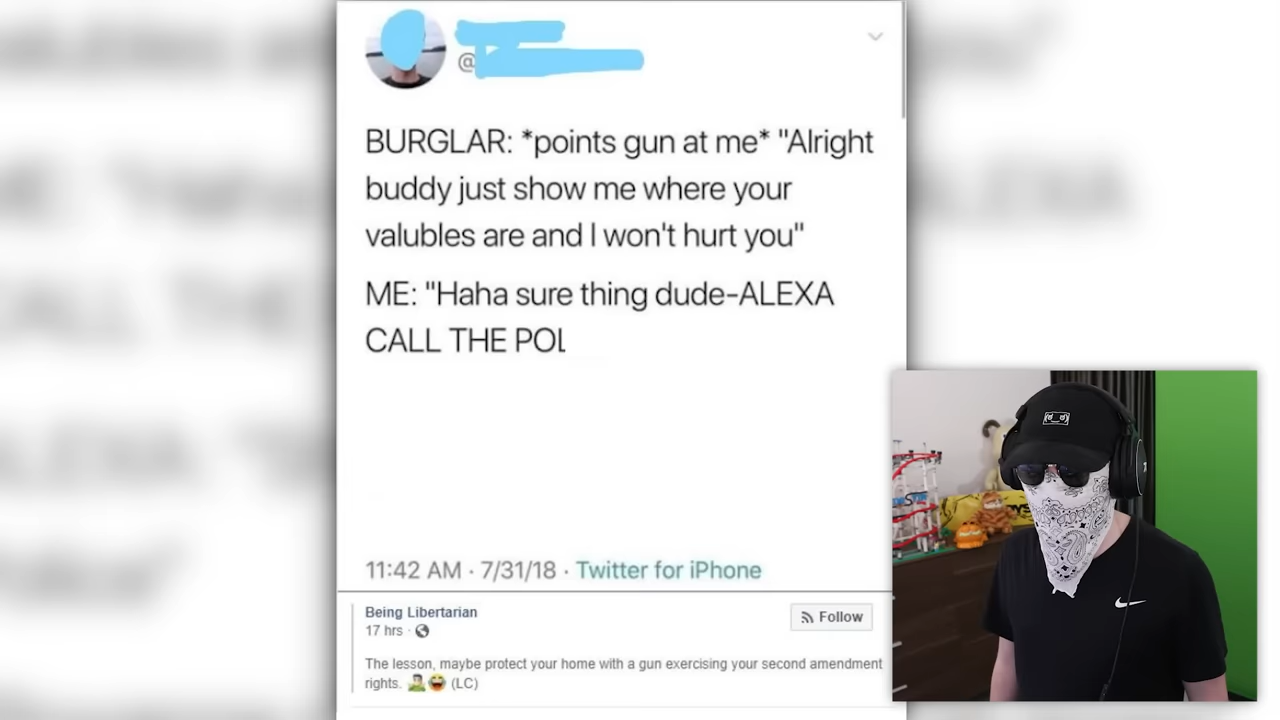 @
BURGLAR: *points gun at me* "Alright
buddy just show me where your
valubles are and I won't hurt you"
ME: "Haha sure thing dude-ALEXA
CALL THE POL
11:42 AM · 7/31/18 · Twitter for iPhone
Being Libertarian
17 hrs ·
Follow
The lesson, maybe protect your home with a gun exercising your second amendment
rights. 🤷‍♂️😂 (LC)